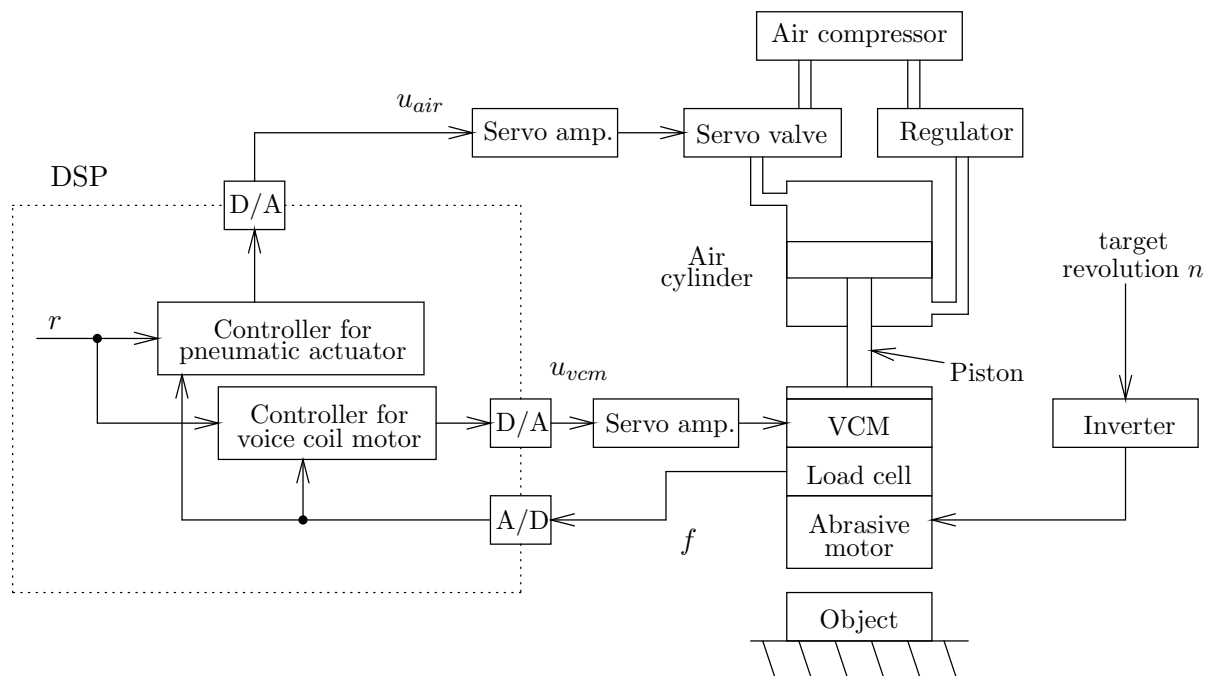 Air compressor
u_air
Servo amp.
Servo valve
Regulator
DSP
D/A
Air
cylinder
target
revolution n
r
Controller for
pneumatic actuator
Piston
u_vcm
Controller for
voice coil motor
D/A
Servo amp.
VCM
Inverter
Load cell
A/D
f
Abrasive
motor
Object